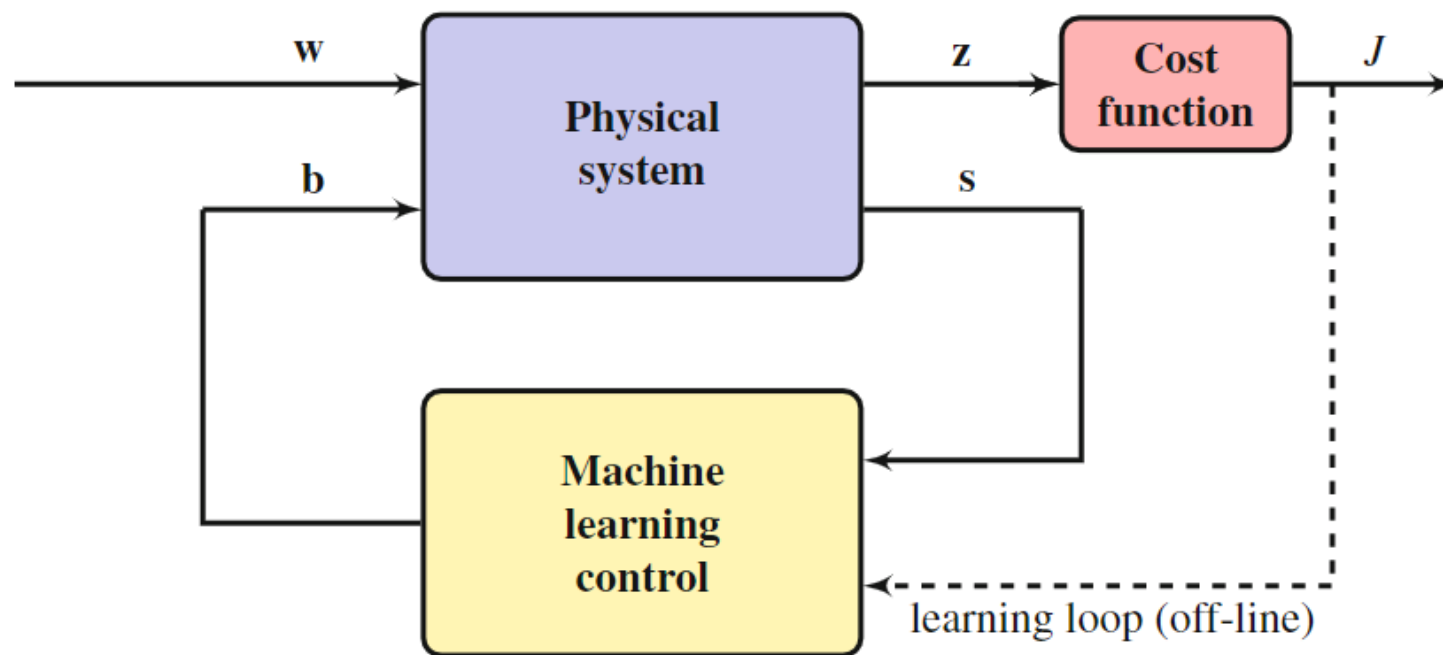 w
z
Cost
function
J
Physical
system
b
s
Machine
learning
control
learning loop (off-line)